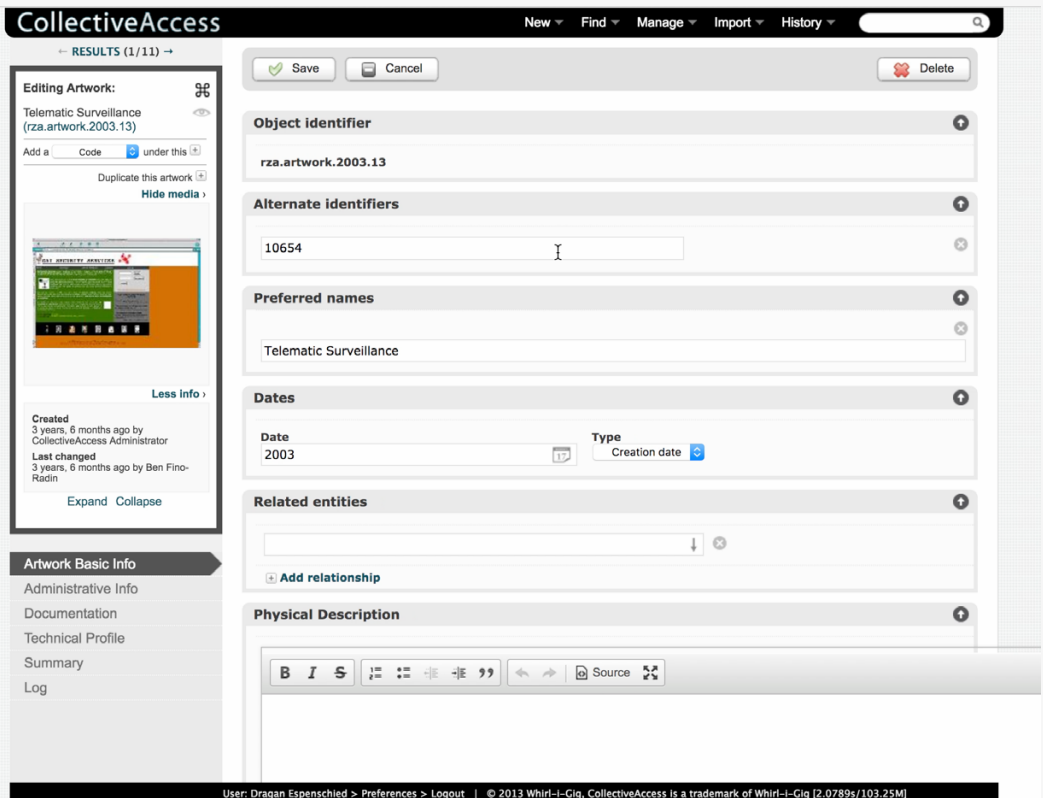 CollectiveAccess
New Find Manage Import History
← RESULTS (1/11) →
Editing Artwork:
Telematic Surveillance
(rza.artwork.2003.13)
Add a Code under this
Duplicate this artwork
Hide media ›
Less info ›
Created
3 years, 6 months ago by
CollectiveAccess Administrator
Last changed
3 years, 6 months ago by Ben Fino-
Radin
Expand Collapse
Artwork Basic Info
Administrative Info
Documentation
Technical Profile
Summary
Log
Save Cancel Delete
Object identifier
rza.artwork.2003.13
Alternate identifiers
10654
Preferred names
Telematic Surveillance
Dates
Date Type
2003 17 Creation date
Related entities
Add relationship
Physical Description
B I S Source
User: Dragan Espenschied > Preferences > Logout | © 2013 Whirl-i-Gig, CollectiveAccess is a trademark of Whirl-i-Gig [2.0789s/103.25M]